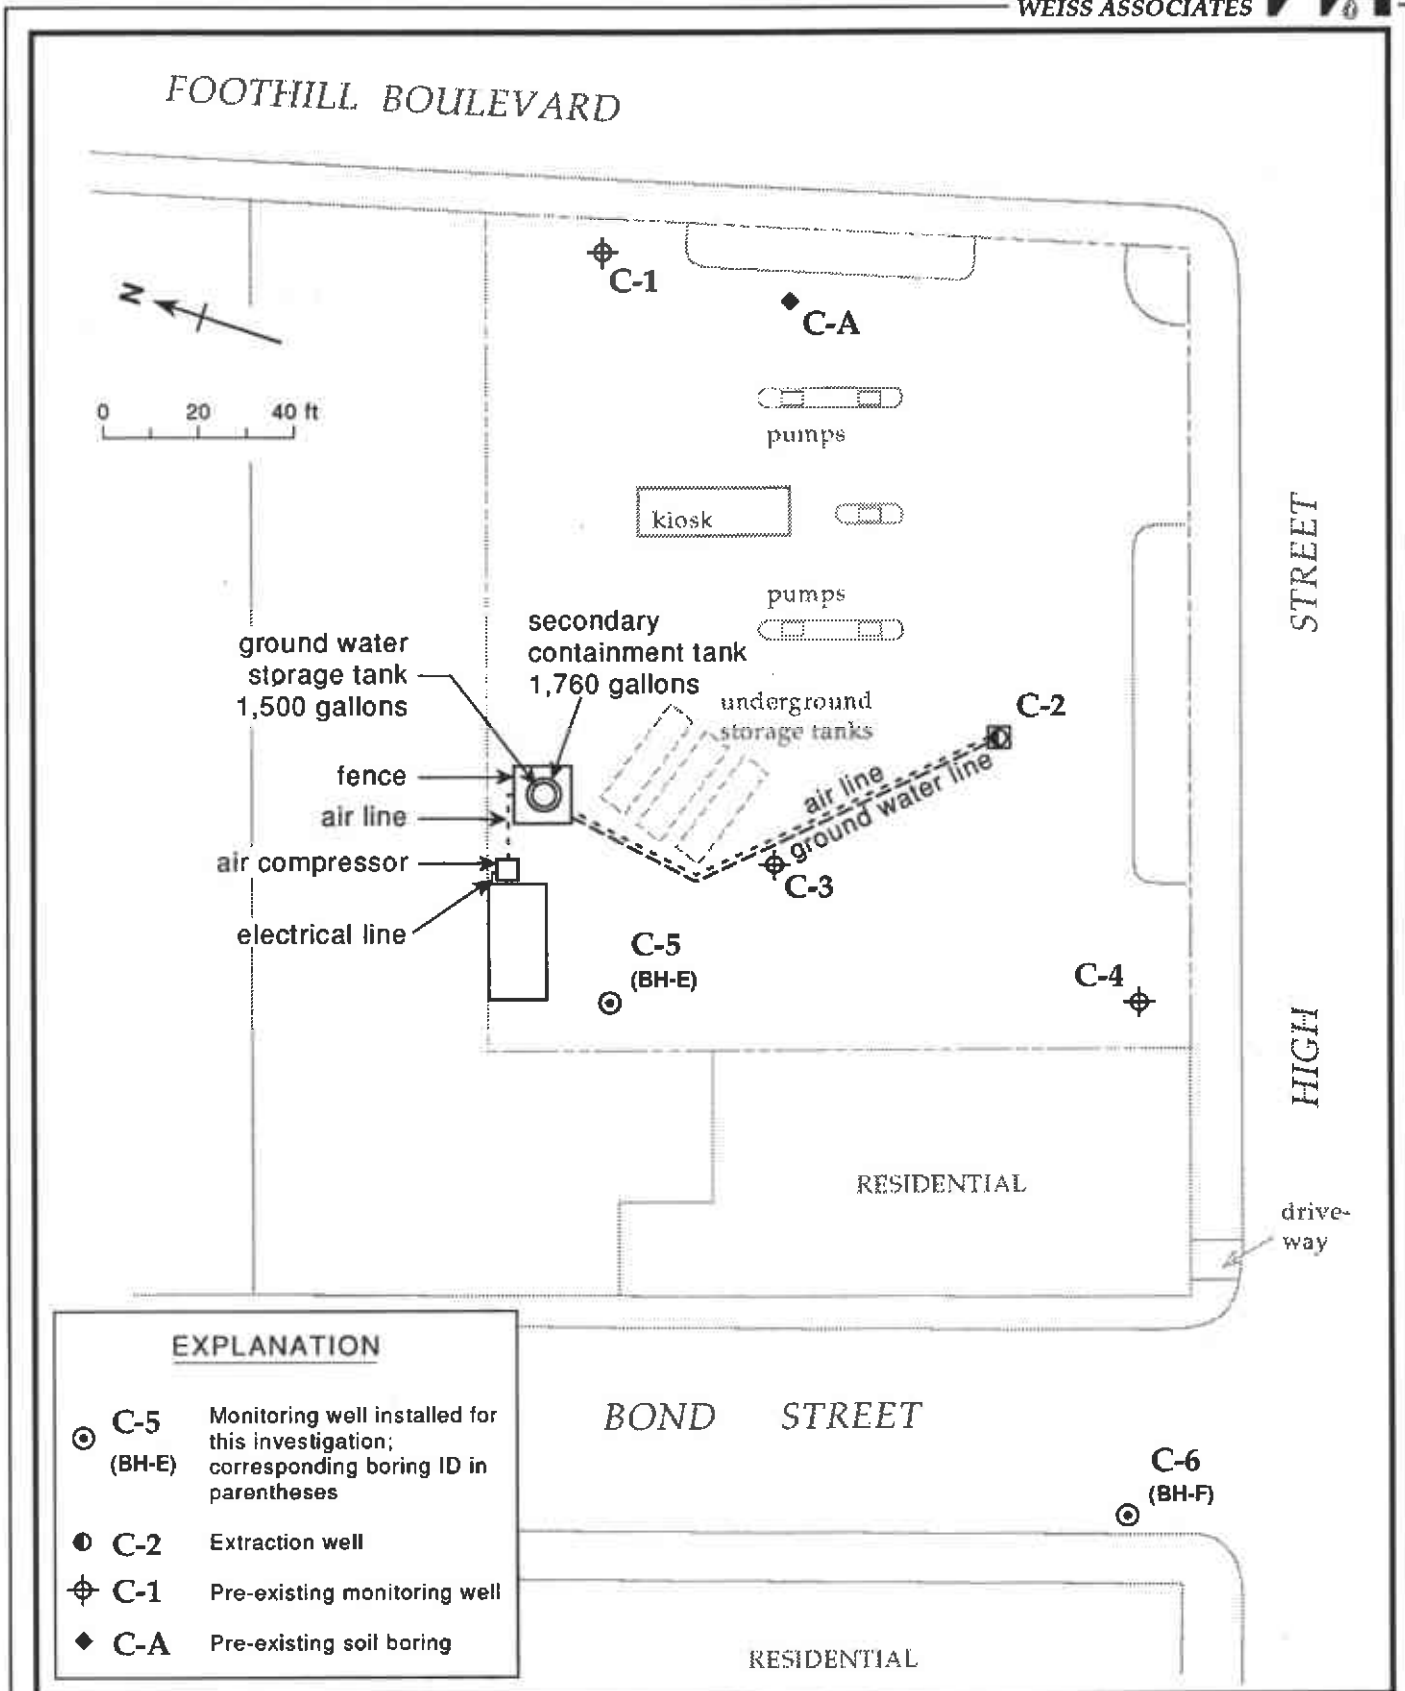 WEISS ASSOCIATES
FOOTHILL BOULEVARD
C-1
C-A
N
0 20 40 ft
pumps
kiosk
STREET
pumps
secondary
containment tank
1,760 gallons
ground water
storage tank
1,500 gallons
underground
storage tanks
C-2
fence
air line
air line
ground water line
air compressor
C-3
electrical line
C-5
(BH-E)
C-4
HIGH
RESIDENTIAL
drive-
way
EXPLANATION
C-5
(BH-E)
Monitoring well installed for
this investigation;
corresponding boring ID in
parentheses
C-2 Extraction well
C-1 Pre-existing monitoring well
C-A Pre-existing soil boring
BOND STREET
C-6
(BH-F)
RESIDENTIAL